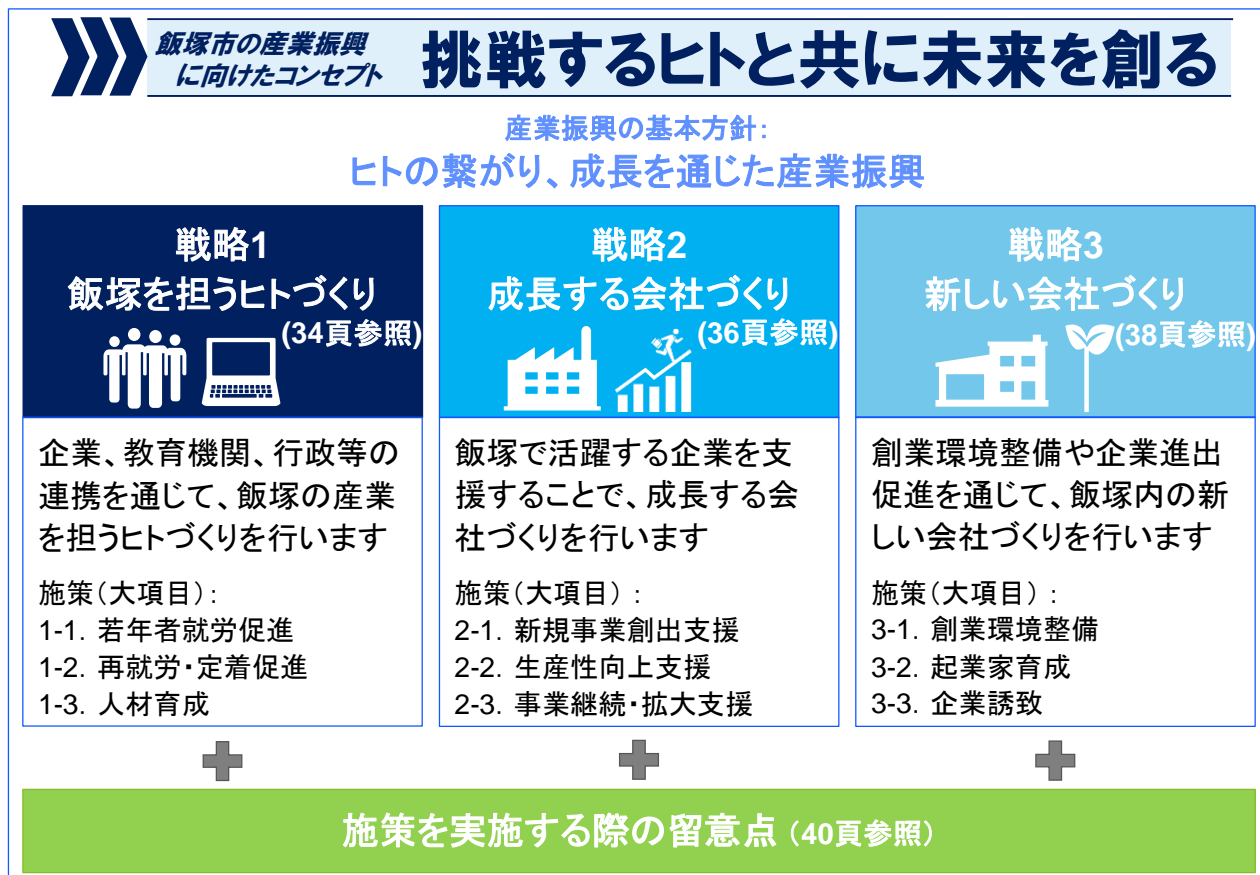 飯塚市の産業振興
に向けたコンセプト
挑戦するヒトと共に未来を創る
産業振興の基本方針:
ヒトの繋がり、成長を通じた産業振興
戦略1
飯塚を担うヒトづくり
(34頁参照)
企業、教育機関、行政等の
連携を通じて、飯塚の産業
を担うヒトづくりを行います
施策(大項目):
1-1. 若年者就労促進
1-2. 再就労・定着促進
1-3. 人材育成
戦略2
成長する会社づくり
(36頁参照)
飯塚で活躍する企業を支
援することで、成長する会
社づくりを行います
施策(大項目):
2-1. 新規事業創出支援
2-2. 生産性向上支援
2-3. 事業継続・拡大支援
戦略3
新しい会社づくり
(38頁参照)
創業環境整備や企業進出
促進を通じて、飯塚内の新
しい会社づくりを行います
施策(大項目):
3-1. 創業環境整備
3-2. 起業家育成
3-3. 企業誘致
施策を実施する際の留意点(40頁参照)